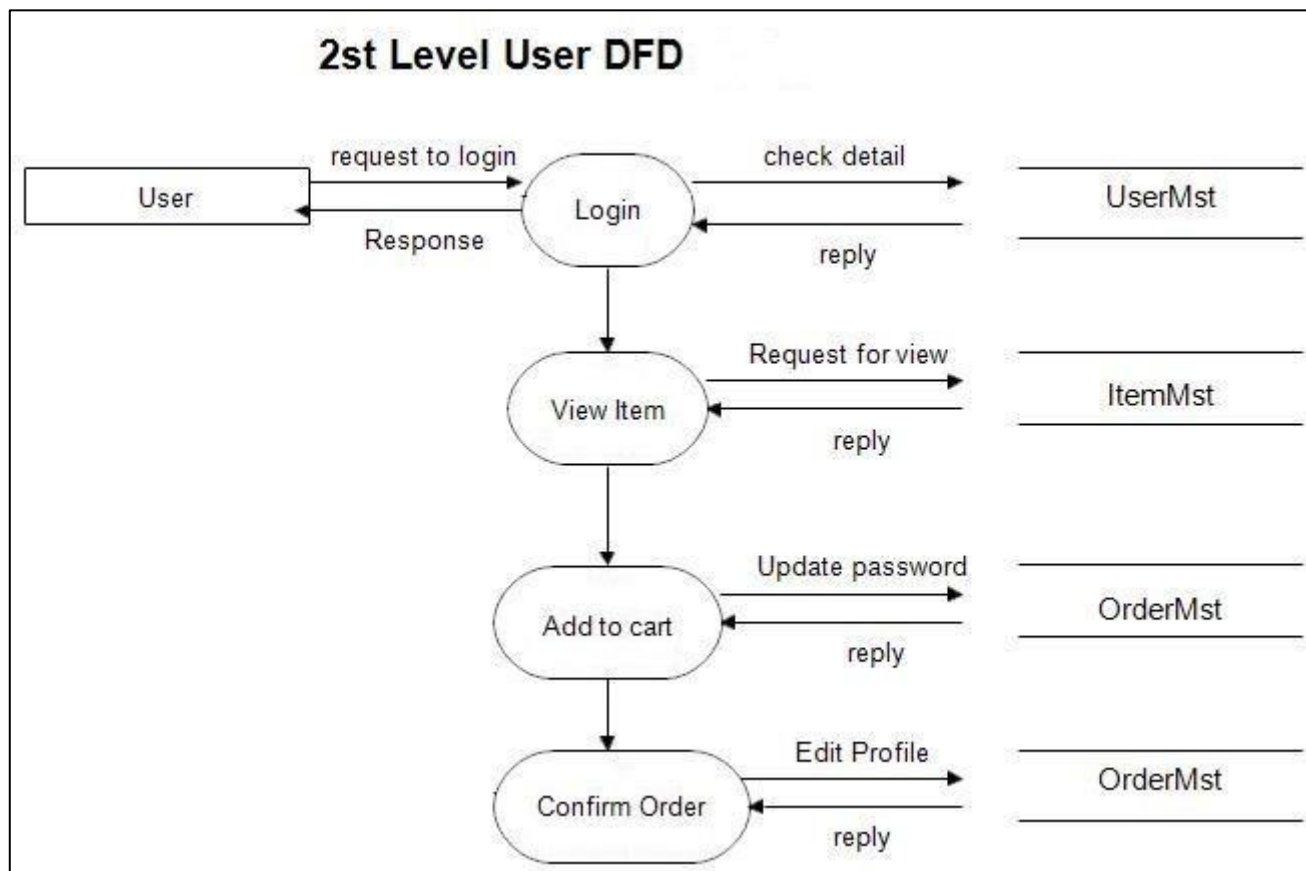 2st Level User DFD
request to login
check detail
User
Login
UserMst
Response
reply
Request for view
View Item
ItemMst
reply
Update password
Add to cart
OrderMst
reply
Edit Profile
Confirm Order
OrderMst
reply